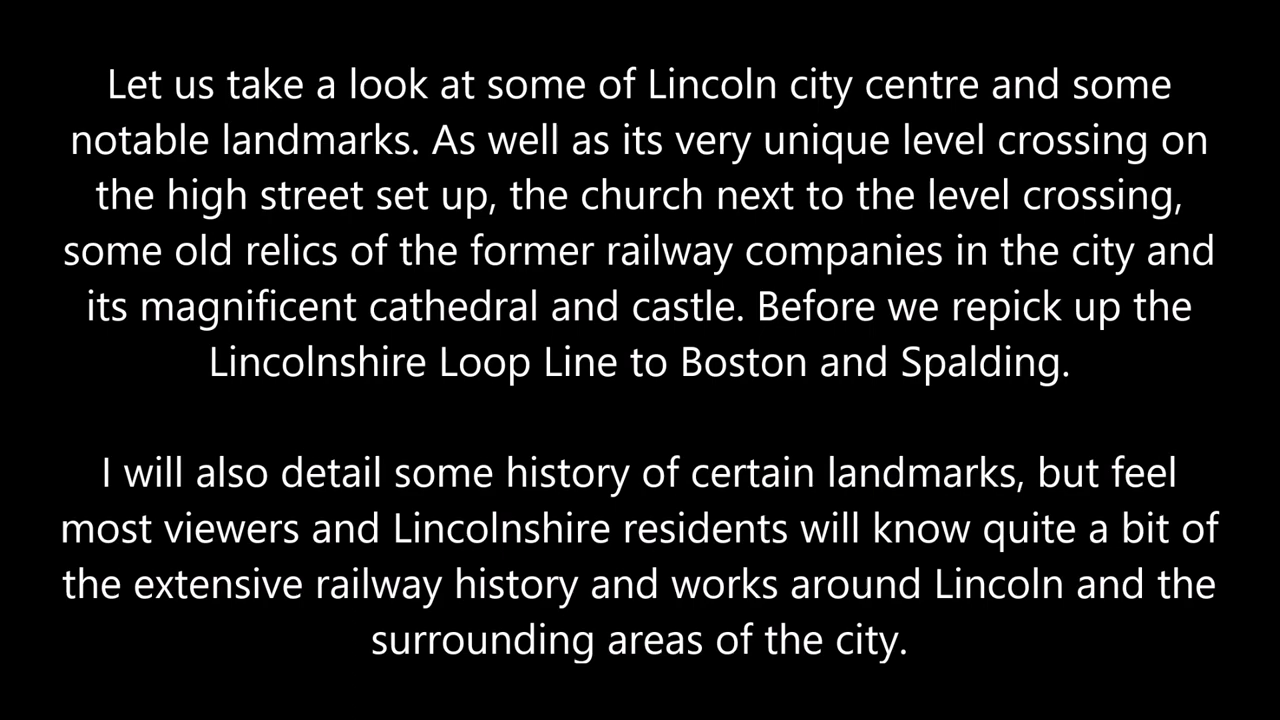 Let us take a look at some of Lincoln city centre and some
notable landmarks. As well as its very unique level crossing on
the high street set up, the church next to the level crossing,
some old relics of the former railway companies in the city and
its magnificent cathedral and castle. Before we repick up the
Lincolnshire Loop Line to Boston and Spalding.
I will also detail some history of certain landmarks, but feel
most viewers and Lincolnshire residents will know quite a bit of
the extensive railway history and works around Lincoln and the
surrounding areas of the city.